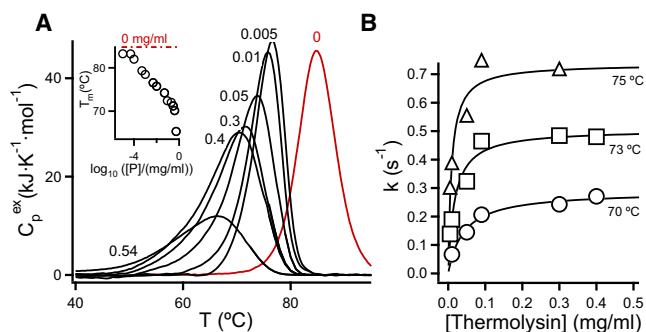 A
0 mg/ml
80
70
T_m(ºC)
-4
-2
0
log10 ([P]/(mg/ml))
0.005
0.01
0
0.05
0.3
0.4
0.54
40
20
0
C_p^ex(kJ·K⁻¹·mol⁻¹)
40
60
80
T (ºC)
B
0.7
0.6
0.5
0.4
0.3
0.2
0.1
0.0
k (s⁻¹)
75 ºC
73 ºC
70 ºC
0.0
0.1
0.2
0.3
0.4
0.5
[Thermolysin] (mg/ml)